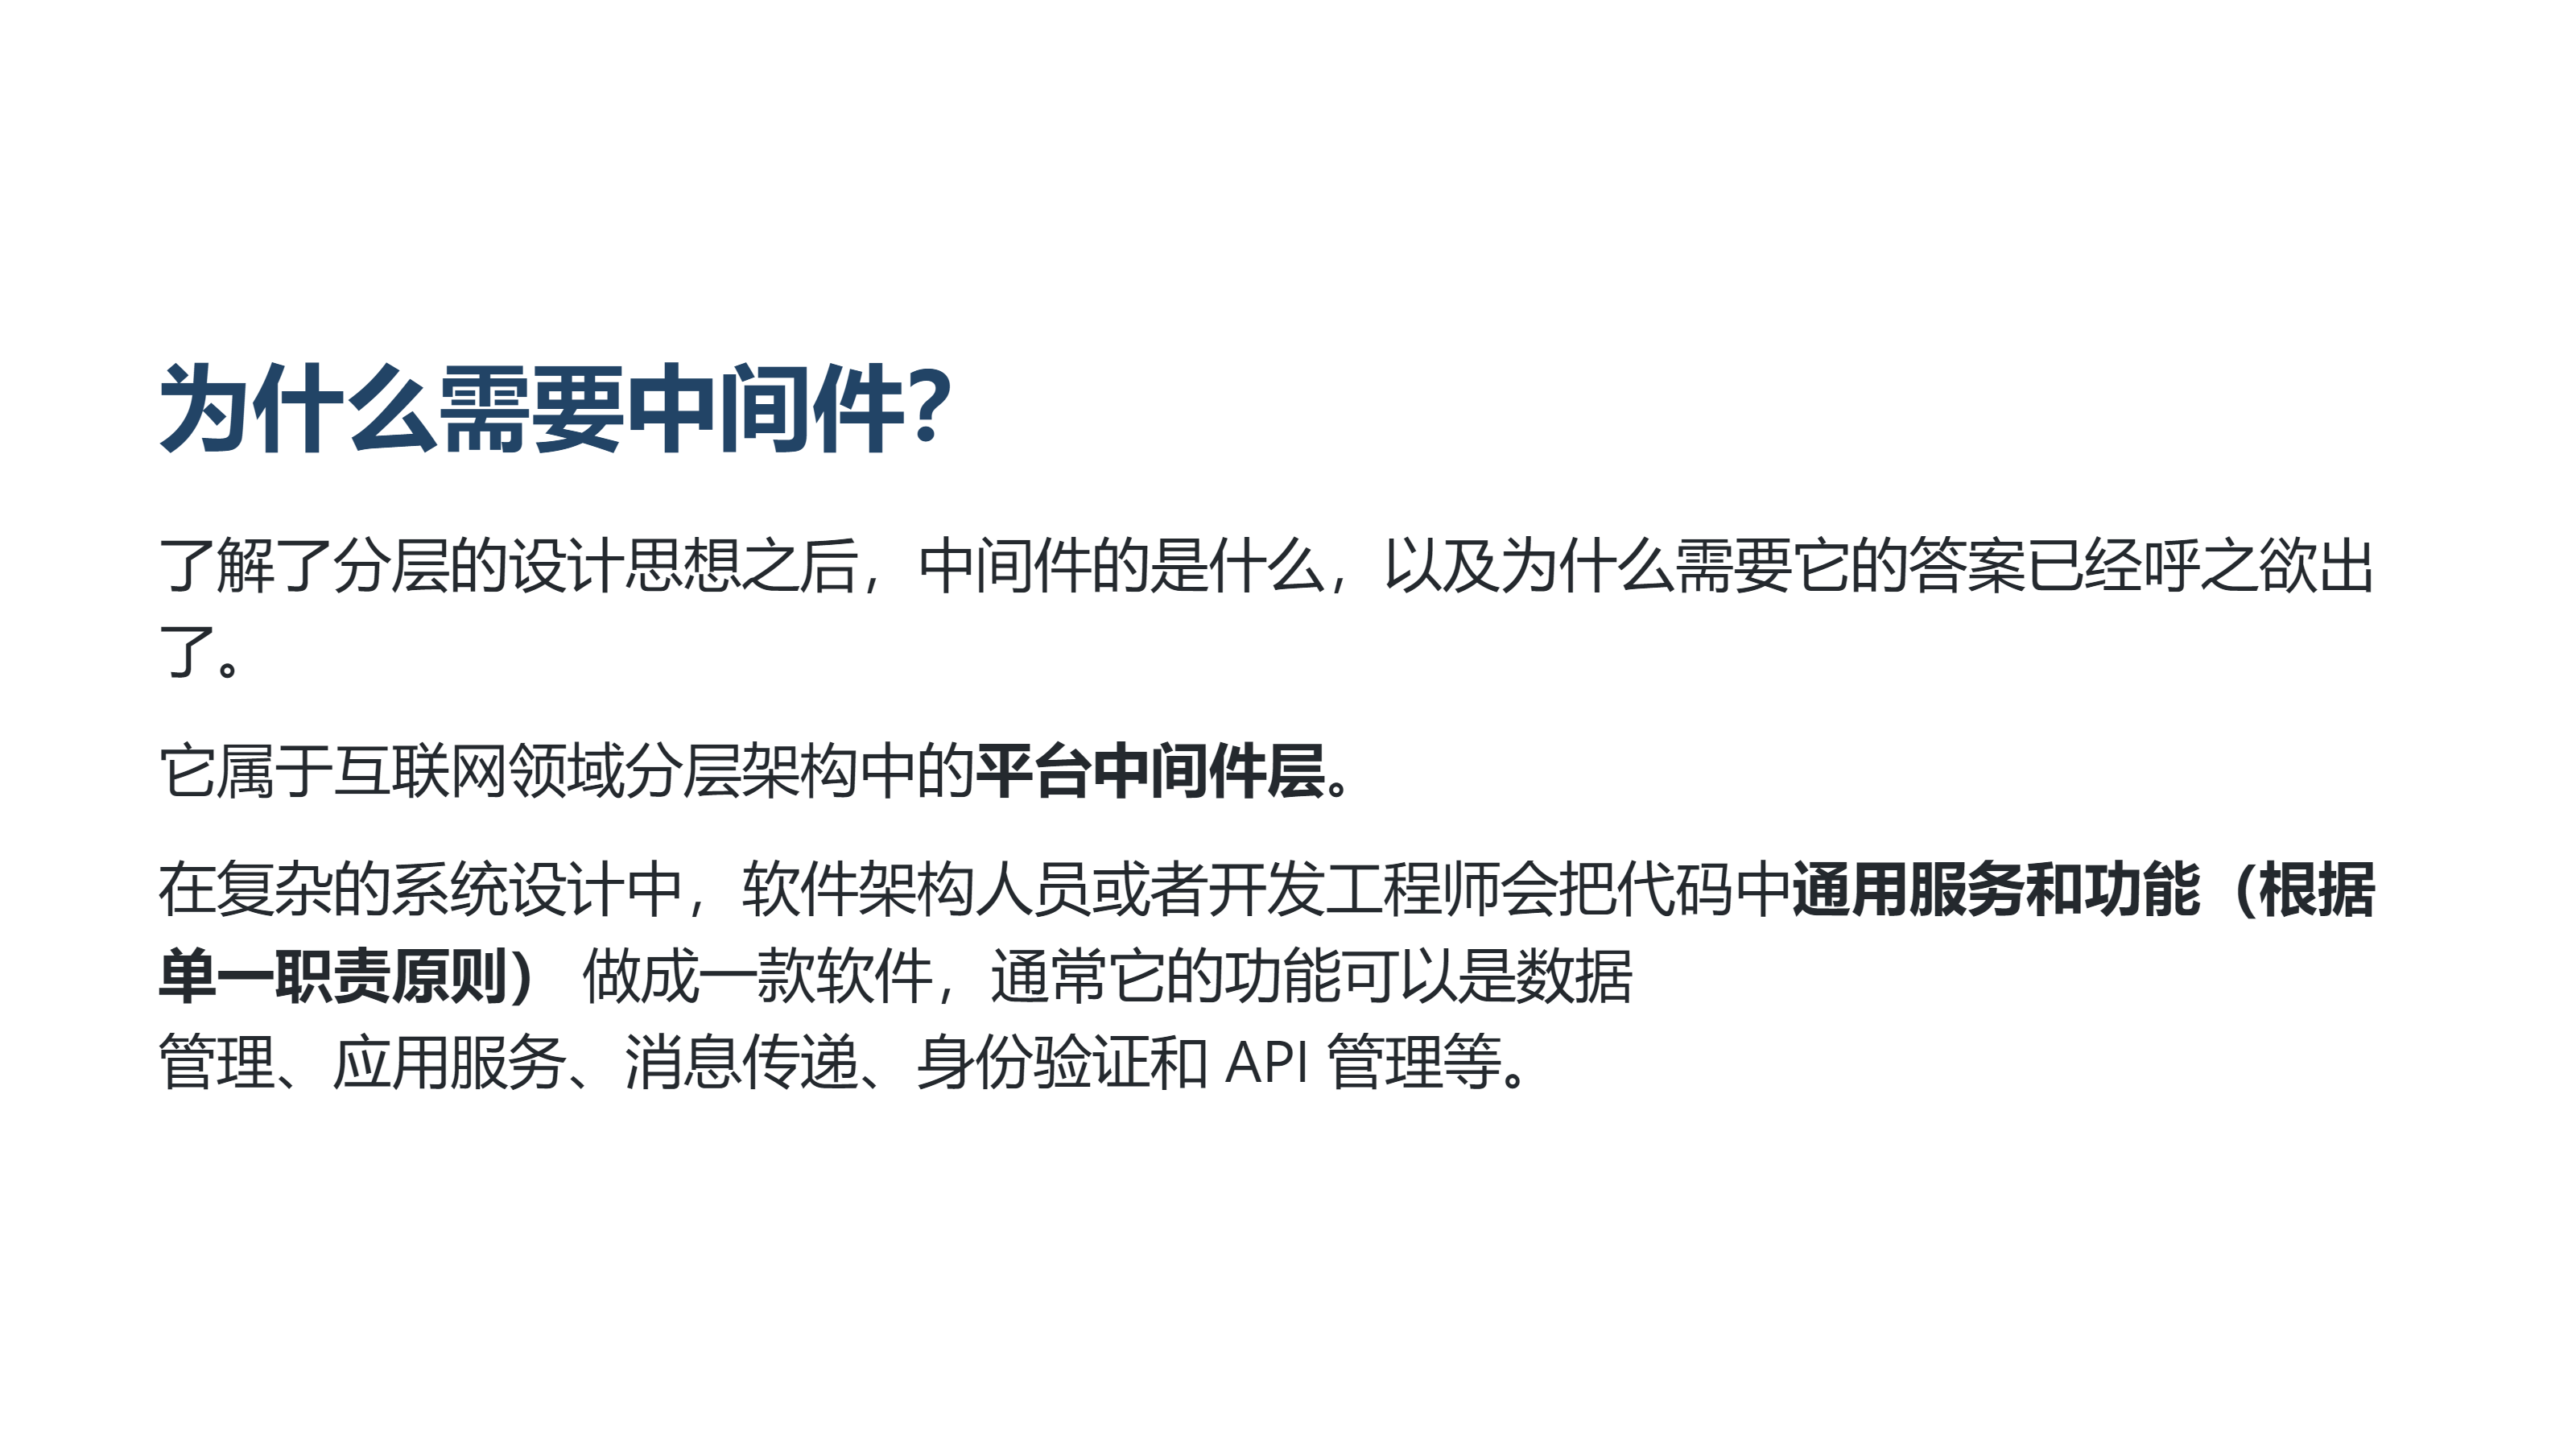 为什么需要中间件？
了解了分层的设计思想之后，中间件的是什么，以及为什么需要它的答案已经呼之欲出
了。
它属于互联网领域分层架构中的平台中间件层。
在复杂的系统设计中，软件架构人员或者开发工程师会把代码中通用服务和功能（根据
单一职责原则） 做成一款软件，通常它的功能可以是数据
管理、应用服务、消息传递、身份验证和 API 管理等。